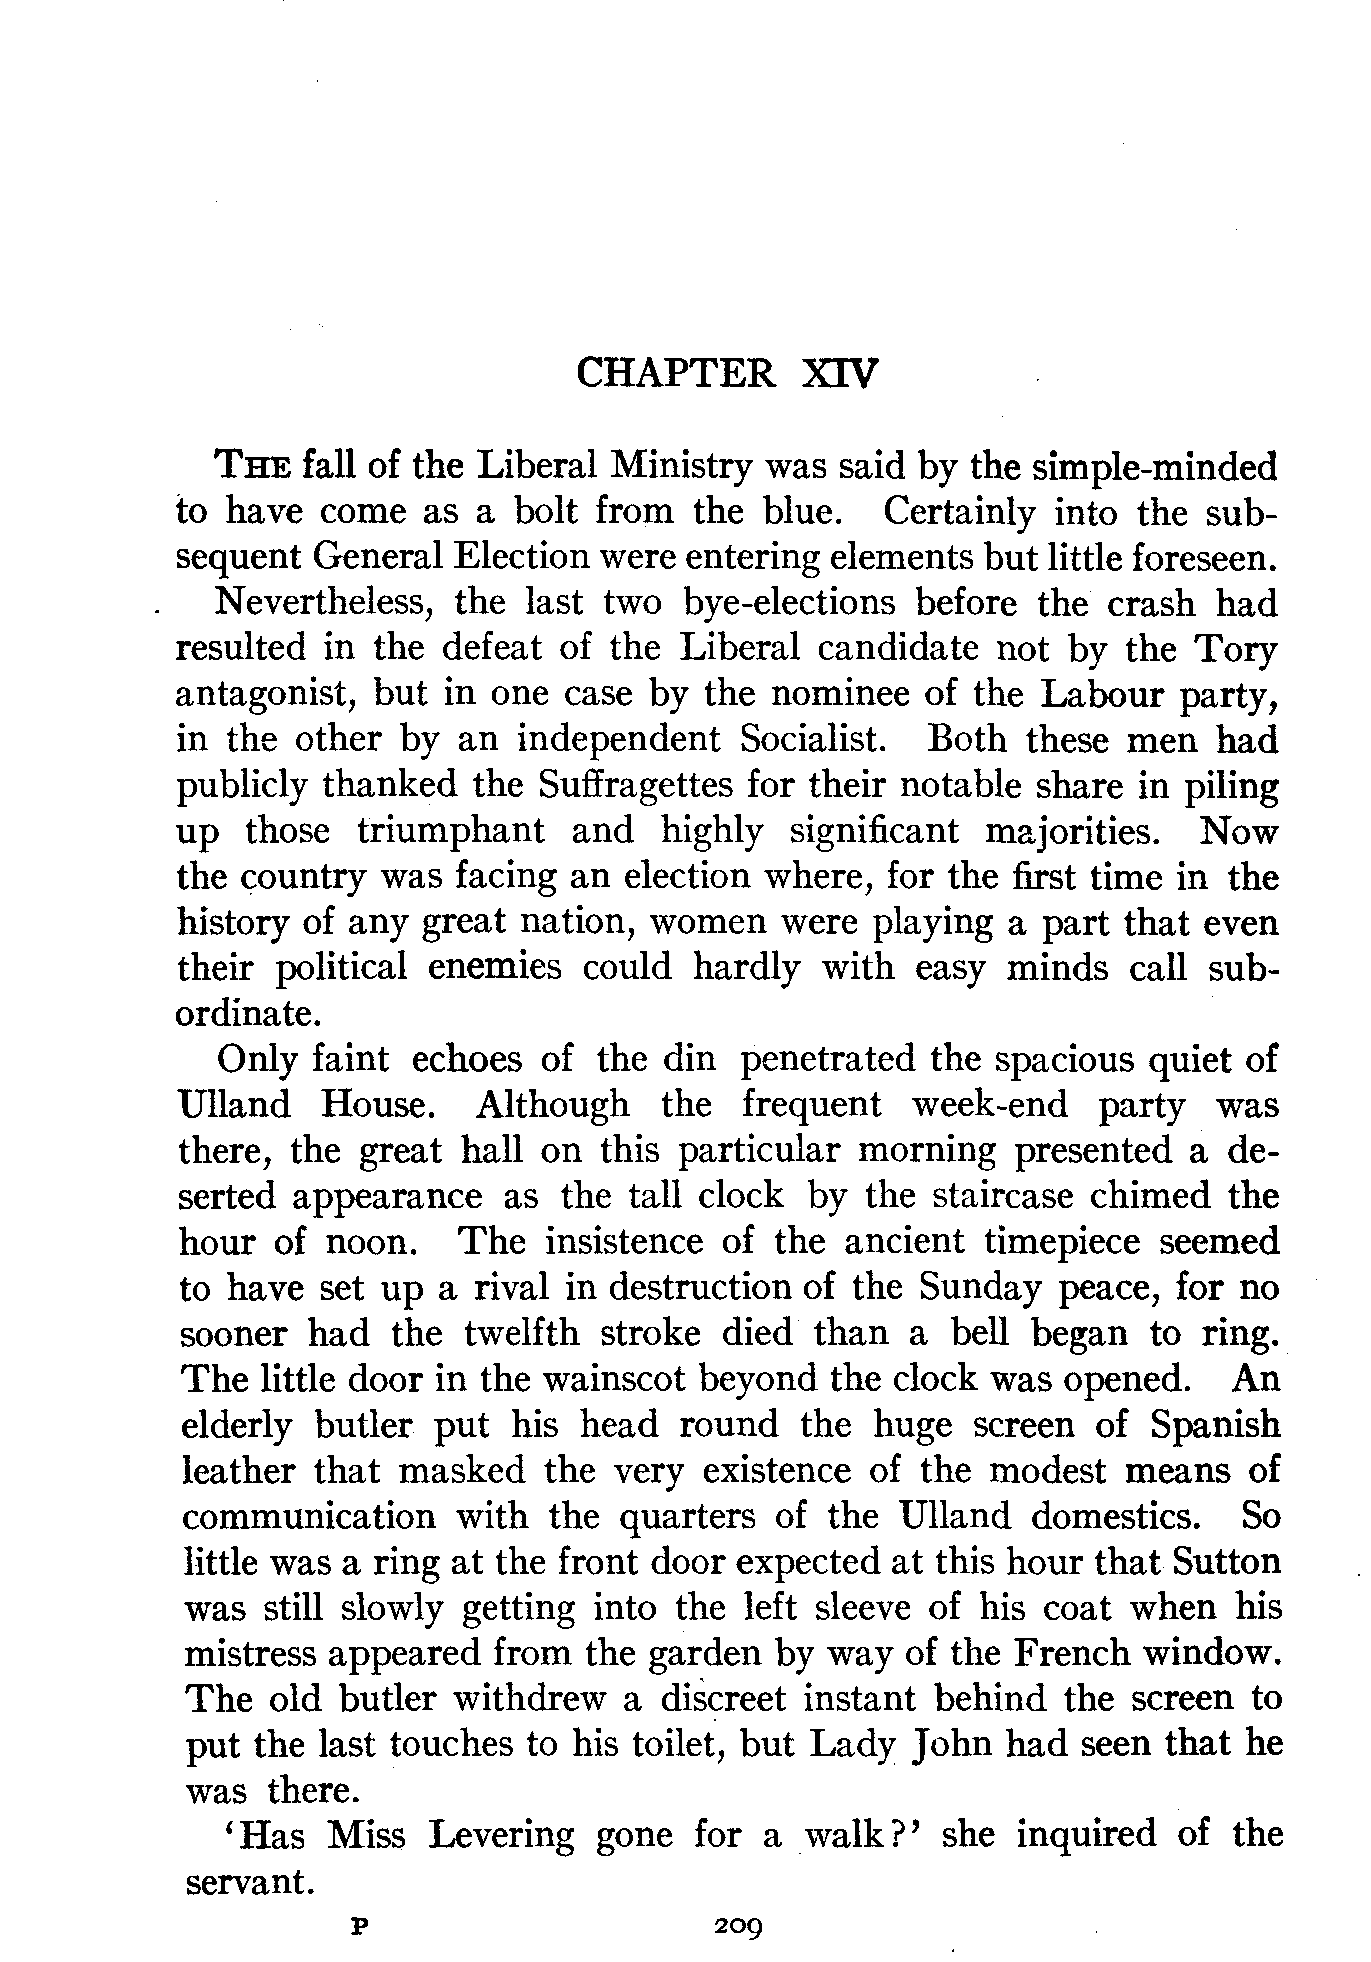 CHAPTER XIV
THE fall of the Liberal Ministry was said by the simple-minded
to have come as a bolt from the blue. Certainly into the sub-
sequent General Election were entering elements but little foreseen.
Nevertheless, the last two bye-elections before the crash had
resulted in the defeat of the Liberal candidate not by the Tory
antagonist, but in one case by the nominee of the Labour party,
in the other by an independent Socialist. Both these men had
publicly thanked the Suffragettes for their notable share in piling
up those triumphant and highly significant majorities. Now
the country was facing an election where, for the first time in the
history of any great nation, women were playing a part that even
their political enemies could hardly with easy minds call sub-
ordinate.
Only faint echoes of the din penetrated the spacious quiet of
Ulland House. Although the frequent week-end party was
there, the great hall on this particular morning presented a de-
serted appearance as the tall clock by the staircase chimed the
hour of noon. The insistence of the ancient timepiece seemed
to have set up a rival in destruction of the Sunday peace, for no
sooner had the twelfth stroke died than a bell began to ring.
The little door in the wainscot beyond the clock was opened. An
elderly butler put his head round the huge screen of Spanish
leather that masked the very existence of the modest means of
communication with the quarters of the Ulland domestics. So
little was a ring at the front door expected at this hour that Sutton
was still slowly getting into the left sleeve of his coat when his
mistress appeared from the garden by way of the French window.
The old butler withdrew a discreet instant behind the screen to
put the last touches to his toilet, but Lady John had seen that he
was there.
'Has Miss Levering gone for a walk?' she inquired of the
servant.
P 209